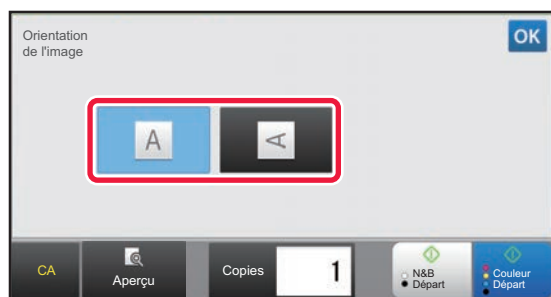 Orientation
de l'image
OK
A
A
CA
Aperçu
Copies
1
N&B
Départ
Couleur
Départ